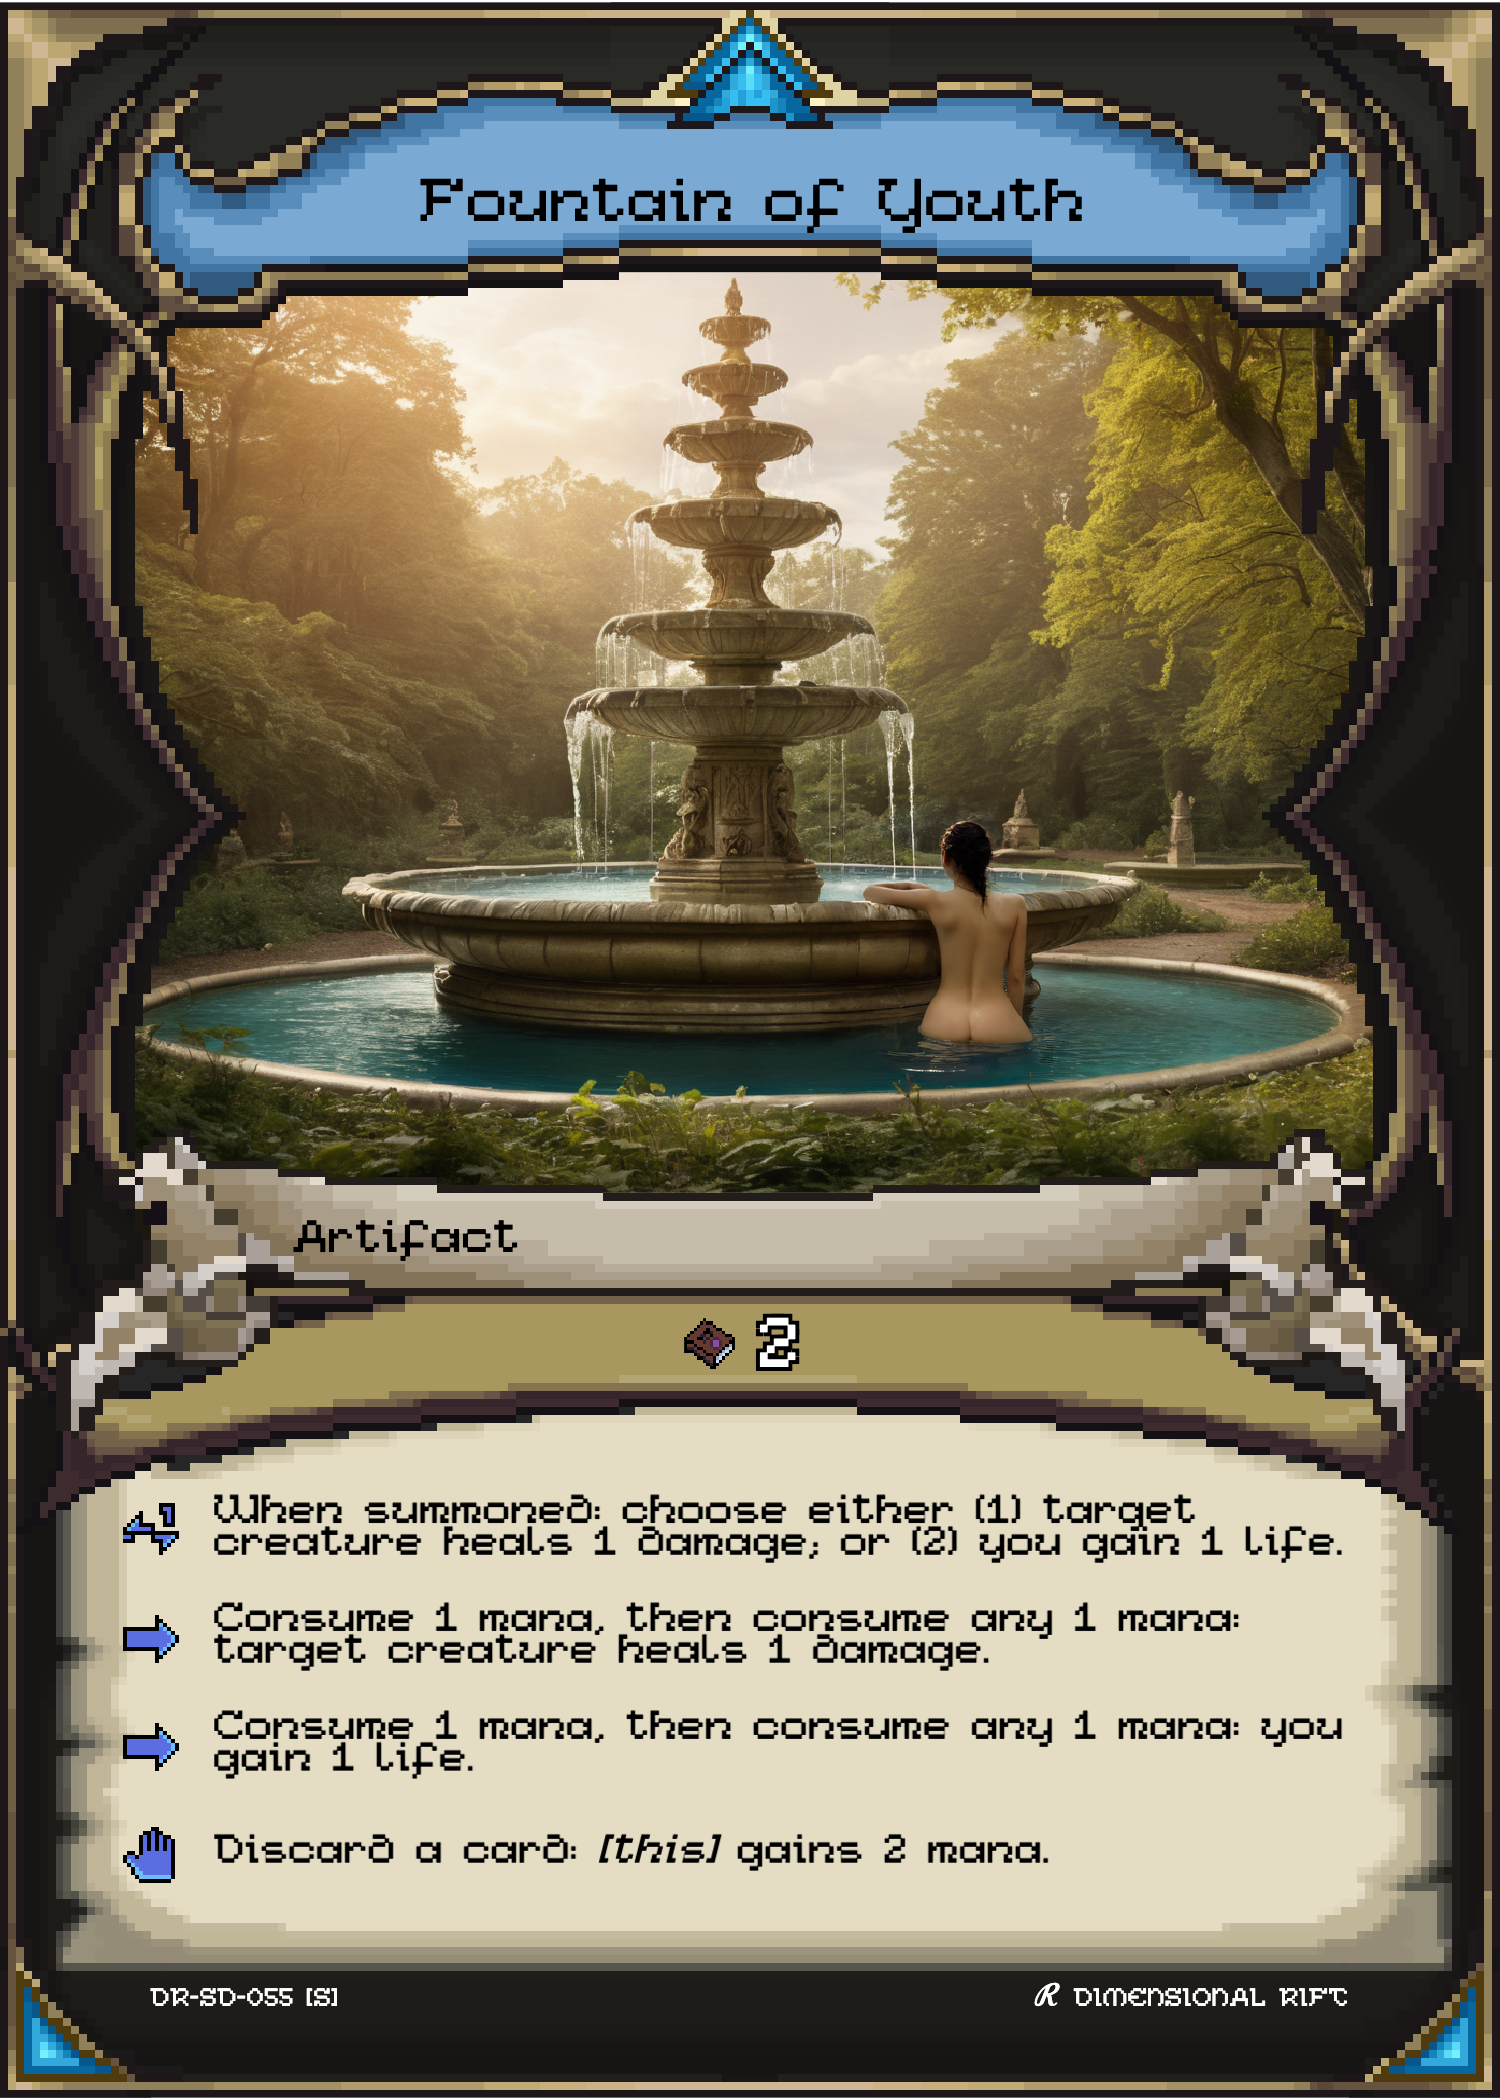 Fountain of Youth
Artifact
2
When summoned: choose either (1) target
creature heals 1 damage; or (2) you gain 1 life.
Consume 1 mana, then consume any 1 mana:
target creature heals 1 damage.
Consume 1 mana, then consume any 1 mana: you
gain 1 life.
Discard a card: [this] gains 2 mana.
DR-SD-055 [S]
R DIMENSIONAL RIFT